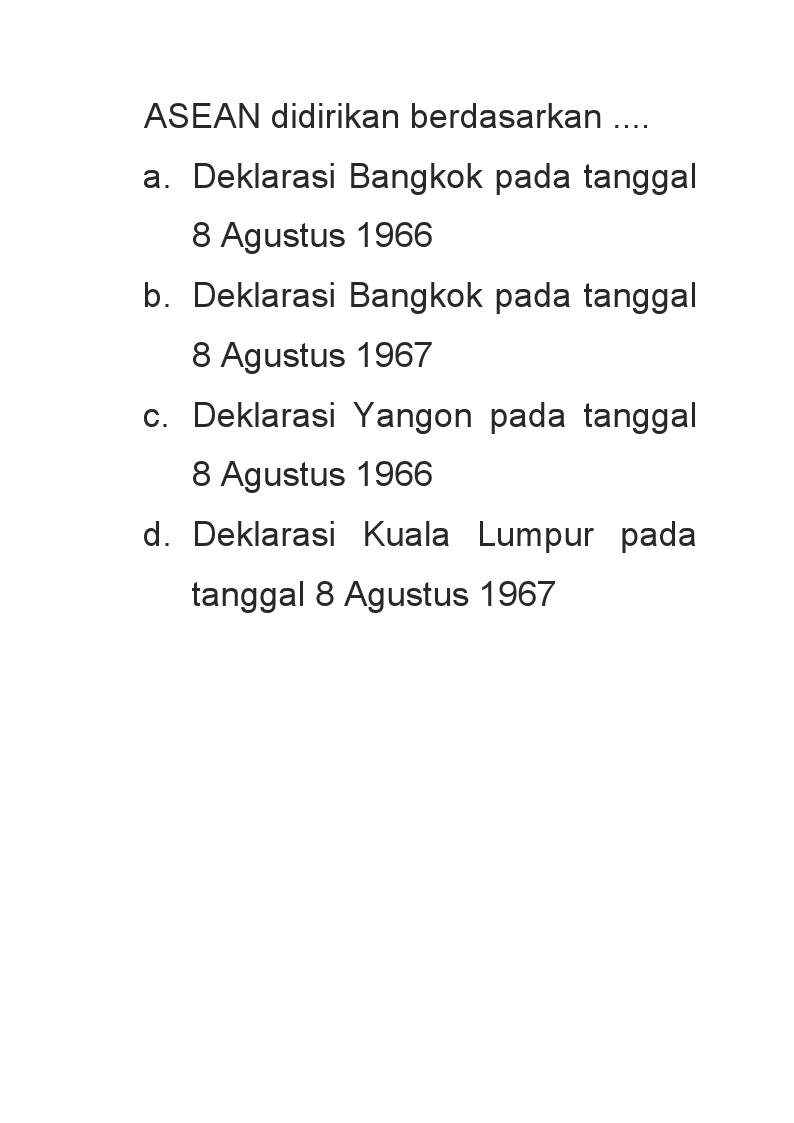 ASEAN didirikan berdasarkan ....
a. Deklarasi Bangkok pada tanggal
8 Agustus 1966
b. Deklarasi Bangkok pada tanggal
8 Agustus 1967
c. Deklarasi Yangon pada tanggal
8 Agustus 1966
d. Deklarasi Kuala Lumpur pada
tanggal 8 Agustus 1967